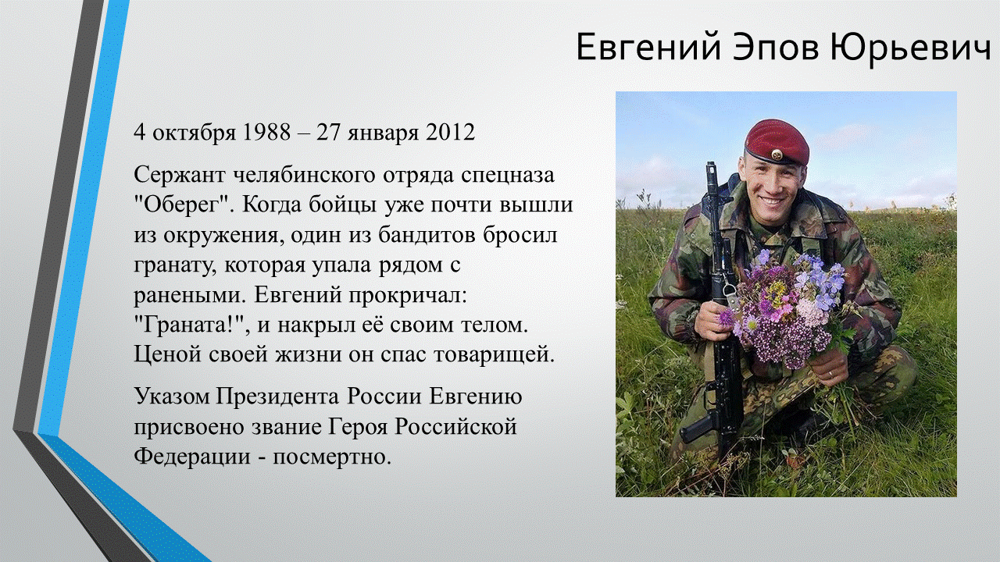 Евгений Эпов Юрьевич
4 октября 1988 – 27 января 2012
Сержант челябинского отряда спецназа
"Оберег". Когда бойцы уже почти вышли
из окружения, один из бандитов бросил
гранату, которая упала рядом с
ранеными. Евгений прокричал:
"Граната!", и накрыл её своим телом.
Ценой своей жизни он спас товарищей.
Указом Президента России Евгению
присвоено звание Героя Российской
Федерации - посмертно.